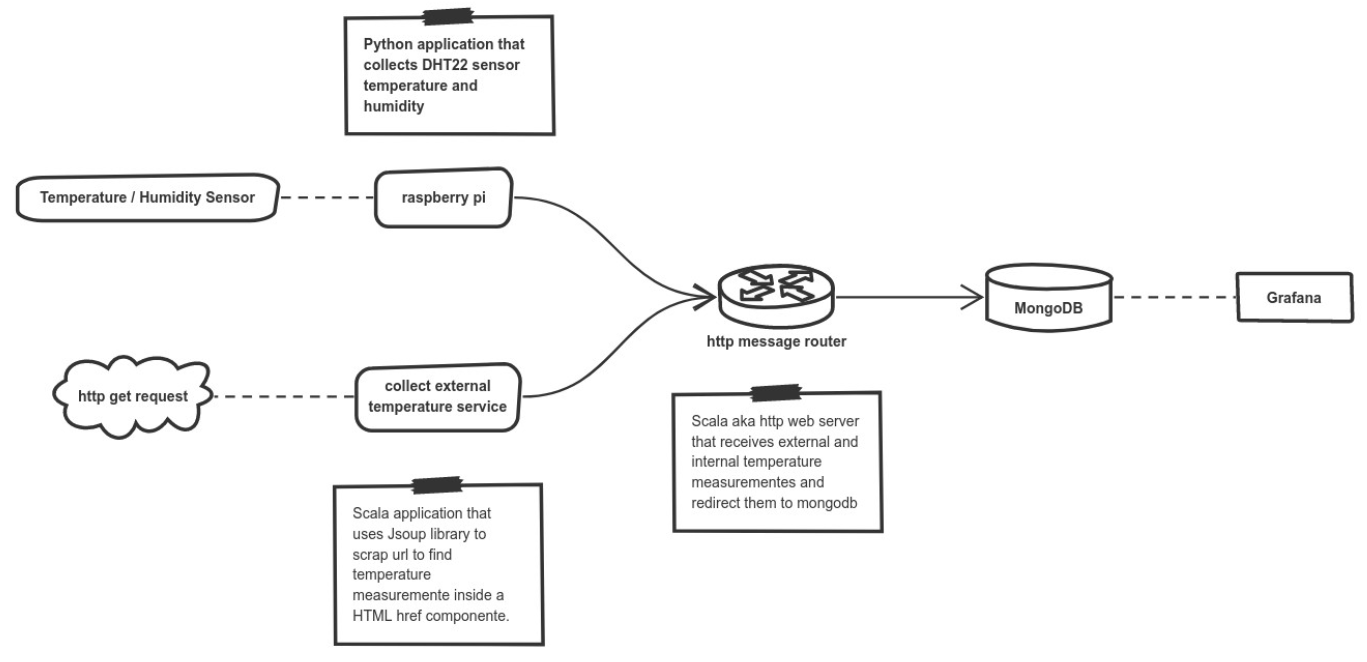 Python application that
collects DHT22 sensor
temperature and
humidity
Temperature / Humidity Sensor
raspberry pi
http get request
collect external
temperature service
http message router
MongoDB
Grafana
Scala aka http web server
that receives external and
internal temperature
measurementes and
redirect them to mongodb
Scala application that
uses Jsoup library to
scrap url to find
temperature
measuremente inside a
HTML href componente.